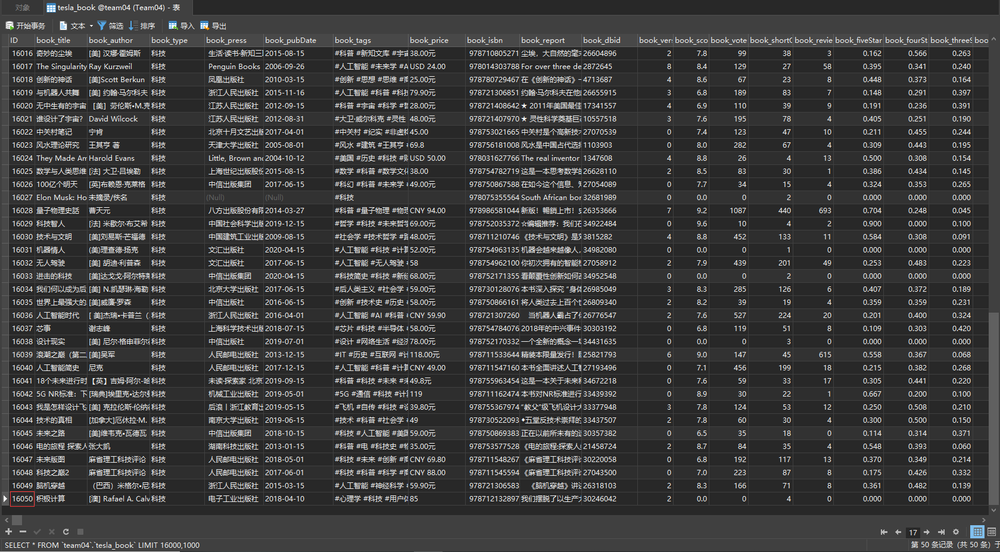 对象 tesla_book @team04 (Team04) - 表
开始事务 文本 筛选 排序 导入 导出
ID book_title book_author book_type book_press book_pubDate book_tags book_price book_isbn book_report book_dbid book_vers book_sco book_vote book_shortC book_revie book_fiveStar book_fourSt book_threeS boo
16016 奇妙的尘埃 [美] 汉娜·霍姆斯 科技 生活·读书·新知三 2015-08-15 #科普 #新知文库 #宇宙 38.00元 978710805271 尘埃，大自然的毫末 26604896 2 7.8 99 38 3 0.162 0.566 0.263
16017 The Singularity Ray Kurzweil 科技 Penguin Books 2006-09-26 #人工智能 #未来学 #A USD 24.00 978014303788 For over three de 2872645 8 8.4 129 27 58 0.395 0.341 0.240
16018 创新的神话 [美]Scott Berkun 科技 凤凰出版社 2010-03-15 #创新 #思想 #思维 #商 25.00元 978780729467 在《创新的神话》一 4713687 4 8.6 67 23 8 0.448 0.373 0.164
16019 与机器人共舞 [美] 约翰·马尔科夫 科技 浙江人民出版社 2015-11-16 #人工智能 #科普 #科技 79.90元 978721306851 约翰·马尔科夫在他的 26655915 3 6.8 189 83 7 0.148 0.291 0.397
16020 无中生有的宇宙 [美] 劳伦斯•M.克 科技 江苏人民出版社 2012-09-15 #科普 #宇宙 #科学 #哲 28.00元 978721408642 ★ 2011年美国最佳 17341557 4 6.9 110 39 9 0.191 0.236 0.391
16021 谁设计了宇宙? David Wilcock 科技 江苏人民出版社 2012-08-31 #大卫·威尔科克 #灵性 48.00元 978721407970 ★ 灵性科学奠基巨著 10557518 3 7.6 195 78 4 0.405 0.251 0.190
16022 中关村笔记 宁肯 科技 北京十月文艺出版 2017-04-01 #中关村 #纪实 #非虚构 45.00 978753021665 中关村是个高新技术 27070539 0 7.4 123 47 10 0.211 0.455 0.244
16023 风水理论研究 王其亨 著 科技 天津大学出版社 2005-08-01 #风水 #建筑 #王其亨 # 69.8 978756181008 风水是中国占代选择 1103903 0 8.0 282 67 4 0.309 0.443 0.195
16024 They Made Am Harold Evans 科技 Little, Brown and 2004-10-12 #美国 #历史 #科技 #财 USD 50.00 978031627766 The real inventor 1347608 4 8.8 26 4 13 0.500 0.308 0.154
16025 数学与人类思维 [法] 大卫·吕埃勒 科技 上海世纪出版股份 2015-08-15 #数学 #科普 #数学文化 38.00 978754782719 这是一本思考数学的 26628110 2 8.5 83 30 1 0.386 0.434 0.145
16026 100亿个明天 [英]布赖恩·克莱格 科技 中信出版集团 2017-06-15 #科幻 #科普 #未来学 # 49.00元 978750867588 在如今这个信息、知 27054089 0 7.7 34 15 4 0.324 0.353 0.265
16027 Elon Musk: Ho 未摘录/佚名 科技 (Null) (Null) #科技 978075355564 South African bor 32681989 0 0.0 0 2 0 0.000 0.000 0.000
16028 量子物理史話 曹天元 科技 八方出版股份有限 2014-03-27 #科普 #量子物理 #物理 CNY 94.00 978986581044 新版！暢銷上市！史 26353666 7 9.2 1087 440 693 0.704 0.248 0.045
16029 科技智人 [法] 米歇尔·布艾希 科技 中国社会科学出版 2019-12-15 #哲学 #科技 #未来哲学 69.00元 978752035372 ☆编辑推荐：我们在 34922484 0 9.6 10 4 2 0.900 0.000 0.100
16030 技术与文明 [美]刘易斯·芒福德 科技 中国建筑工业出版 2009-08-15 #社会学 #技术哲学 #路 48.00元 978711210746 《技术与文明》是刘 3815282 4 8.8 452 133 11 0.584 0.308 0.091
16031 机器情人 (美)理查德·扬克 科技 文汇出版社 2020-04-15 #人工智能 #科技 #计算 52.00元 978754963135 机器会越来越像人， 34982080 0 0.0 0 1 0 0.000 0.000 0.000
16032 无人驾驶 [美] 胡迪·利普森 科技 文汇出版社 2017-06-15 #人工智能 #无人驾驶 # 58 978754962100 你初次拥有的智能机 27058912 2 7.9 439 201 49 0.253 0.483 0.223
16033 进击的科技 [美]达戈戈·阿尔特莱 科技 中信出版集团 2020-04-15 #科技简史 #科技 #新经 68.00元 978752171355 看颠覆性创新如何改 34952548 0 0.0 0 2 0 0.000 0.000 0.000
16034 我们何以成为后 [美] N.凯瑟琳·海勒 科技 北京大学出版社 2017-06-15 #后人类主义 #社会学 # 59.00元 978730128076 本书深入探究 “身体 26985049 3 8.3 285 126 6 0.407 0.372 0.189
16035 世界上最强大的 [美]威廉·罗森 科技 中信出版社 2016-06-15 #创新 #技术史 #历史 # 58.00元 978750866161 将人类过去上百个世 26809340 2 8.2 39 19 4 0.359 0.359 0.231
16036 人工智能时代 [ 美]杰瑞•卡普兰（ 科技 浙江人民出版社 2016-04-01 #人工智能 #AI #科普 # CNY 59.90 978721307260 当机器人霸占了你 26776547 2 7.6 527 224 20 0.201 0.400 0.324
16037 芯事 谢志峰 科技 上海科学技术出版 2018-07-15 #芯片 #科技 #半导体 # 58.00元 978754784076 2018年的中兴事件 30303192 0 6.8 119 51 8 0.109 0.303 0.420
16038 设计现实 [美] 尼尔·格申菲尔德 科技 中信出版社 2019-07-01 #设计 #网络生活 #经济 78.00元 978752170332 一个全新的概念一场 34431635 0 0.0 0 3 0 0.000 0.000 0.000
16039 浪潮之巅（第二 [美]吴军 科技 人民邮电出版社 2013-12-15 #IT #历史 #互联网 #计 118.00元 978711533644 精装本限量发行！ 25821793 6 9.0 147 45 615 0.558 0.367 0.068
16040 人工智能简史 尼克 科技 人民邮电出版社 2017-12-15 #人工智能 #科普 #计算 CNY 49.00 978711547160 本书全面讲述人工智 27193496 0 7.1 456 199 18 0.215 0.382 0.268
16041 18个未来进行时 【英】吉姆·阿尔-哈 科技 未读·探索家 北京 2019-09-15 #科普 #科技 #未来 #未 49.8元 978755963454 这是一本关于未来科 34672218 0 7.6 59 33 17 0.305 0.441 0.220
16042 5G NR标准：下 [瑞典]埃里克•达尔曼 科技 机械工业出版社 2019-05-01 #5G #通信 #科技 #计算 119 978711162474 本书对NR标准进行 33439392 0 8.9 30 22 1 0.667 0.200 0.100
16043 我是怎样设计飞 [美] 克拉伦斯·伦纳德 科技 后浪丨浙江教育出 2019-05-15 #飞机 #自传 #科技 #设 39.80元 978755367974 “教父”级飞机设计大 33377948 3 7.8 124 53 12 0.250 0.508 0.210
16044 技术的真相 [加拿大]厄休拉·M. 科技 南京大学出版社 2019-06-15 #技术 #科普 #社会学 # 49 978730522093 ♦五堂反技术崇拜的 33437507 2 7.8 60 30 4 0.300 0.500 0.150
16045 未来之路 [美]维韦克•瓦德瓦 科技 中信出版集团 2018-10-15 #科技 #人工智能 #美国 59.00元 978750869383 正在以前所未有的速 30357382 0 6.5 35 18 0 0.114 0.314 0.371
16046 电的旅程 探索人 张大凯 科技 湖南科技出版社 2013-01-15 #科普 #电 #科技史 #物 35.00元 978753577528 《电的旅程:探索人类 21458724 2 8.7 84 35 4 0.548 0.393 0.060
16047 未来版图 麻省理工科技评论 科技 人民邮电出版社 2018-05-01 #科技 #未来 #创新 #商 CNY 69.80 978711548267 《麻省理工科技评论 30220058 0 6.8 192 117 13 0.370 0.349 0.214
16048 科技之巅2 麻省理工科技评论 科技 人民邮电出版社 2017-06-01 #科技 #科普 #科学 #商 CNY 88.00 978711545594 《麻省理工科技评论 27043500 0 7.0 223 87 8 0.175 0.426 0.332
16049 脑机穿越 （巴西）米格尔•尼 科技 浙江人民出版社 2015-03-15 #人工智能 #神经科学 # 59.90元 978721306583 《脑机穿越》讲述 26318103 2 8.3 166 71 8 0.361 0.482 0.139
16050 积极计算 [澳] Rafael A. Calv 科技 电子工业出版社 2018-04-10 #心理学 #科技 #用户体 85 978712132897 我们摆脱了以生产力 30246042 2 0.0 0 4 0 0.000 0.000 0.000
17
SELECT * FROM `team04`.`tesla_book` LIMIT 16000,1000 第 50 条记录 (共 50 条) 于